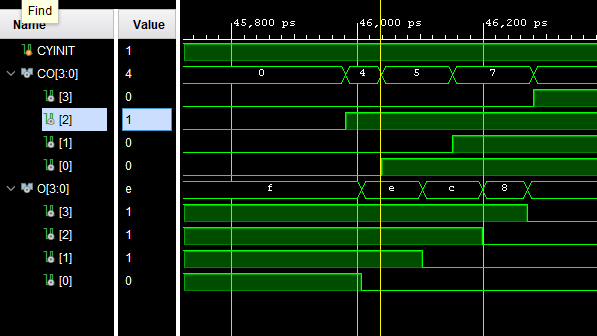 Find
Name Value 45,800 ps 46,000 ps 46,200 ps
CYINIT 1
CO[3:0] 4 0 4 5 7
[3] 0
[2] 1
[1] 0
[0] 0
O[3:0] e f e c 8
[3] 1
[2] 1
[1] 1
[0] 0